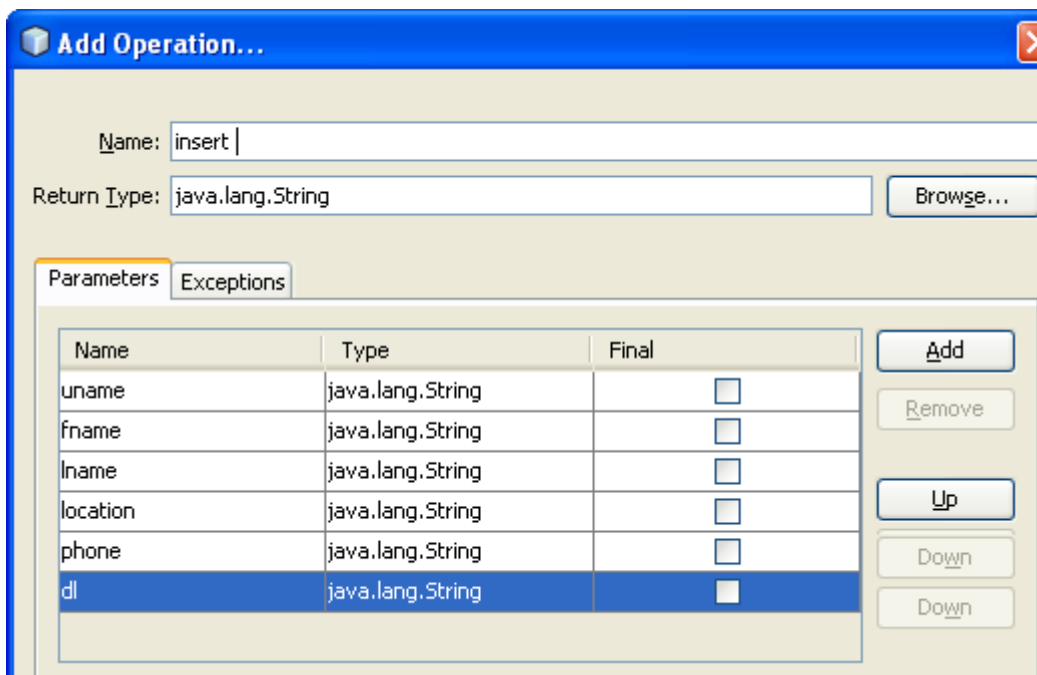 Add Operation...
Name: insert
Return Type: java.lang.String Browse...
Parameters Exceptions
Name Type Final Add
uname java.lang.String
Remove
fname java.lang.String
lname java.lang.String
location java.lang.String Up
phone java.lang.String Down
dl java.lang.String Down